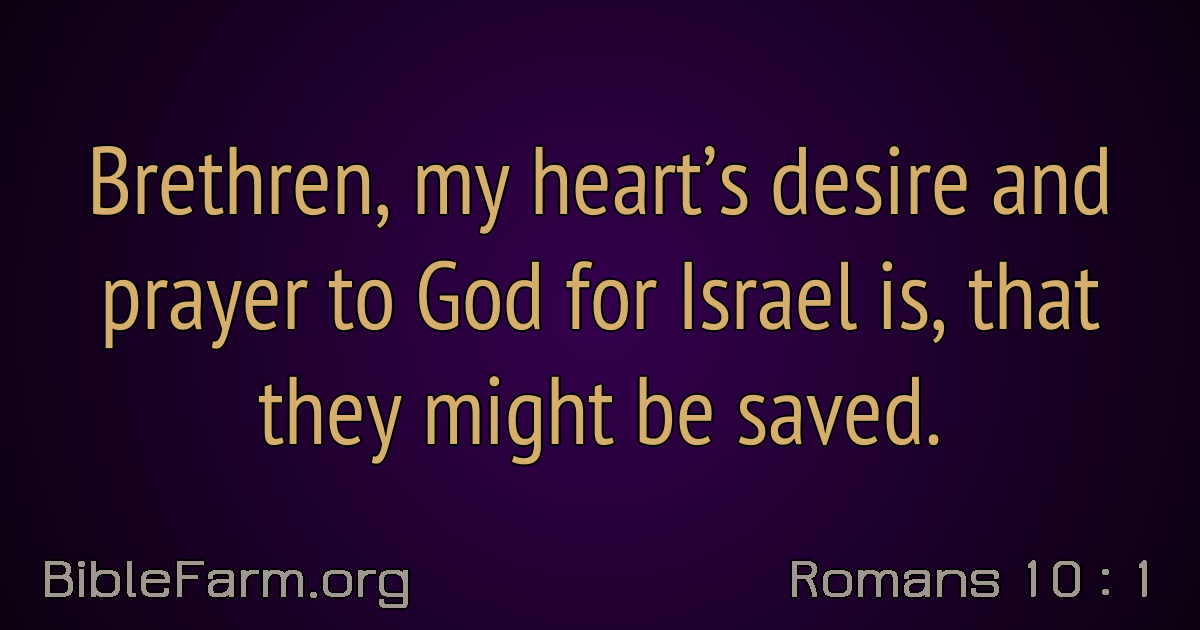 Brethren, my heart’s desire and
prayer to God for Israel is, that
they might be saved.
BibleFarm.org
Romans 10 : 1